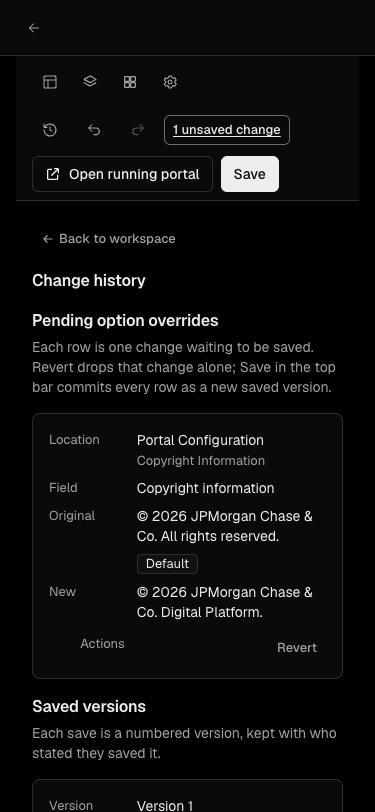 1 unsaved change
Open running portal
Save
Back to workspace
Change history
Pending option overrides
Each row is one change waiting to be saved.
Revert drops that change alone; Save in the top
bar commits every row as a new saved version.
Location
Portal Configuration
Copyright Information
Field
Copyright information
Original
© 2026 JPMorgan Chase &
Co. All rights reserved.
Default
New
© 2026 JPMorgan Chase &
Co. Digital Platform.
Actions
Revert
Saved versions
Each save is a numbered version, kept with who
stated they saved it.
Version
Version 1